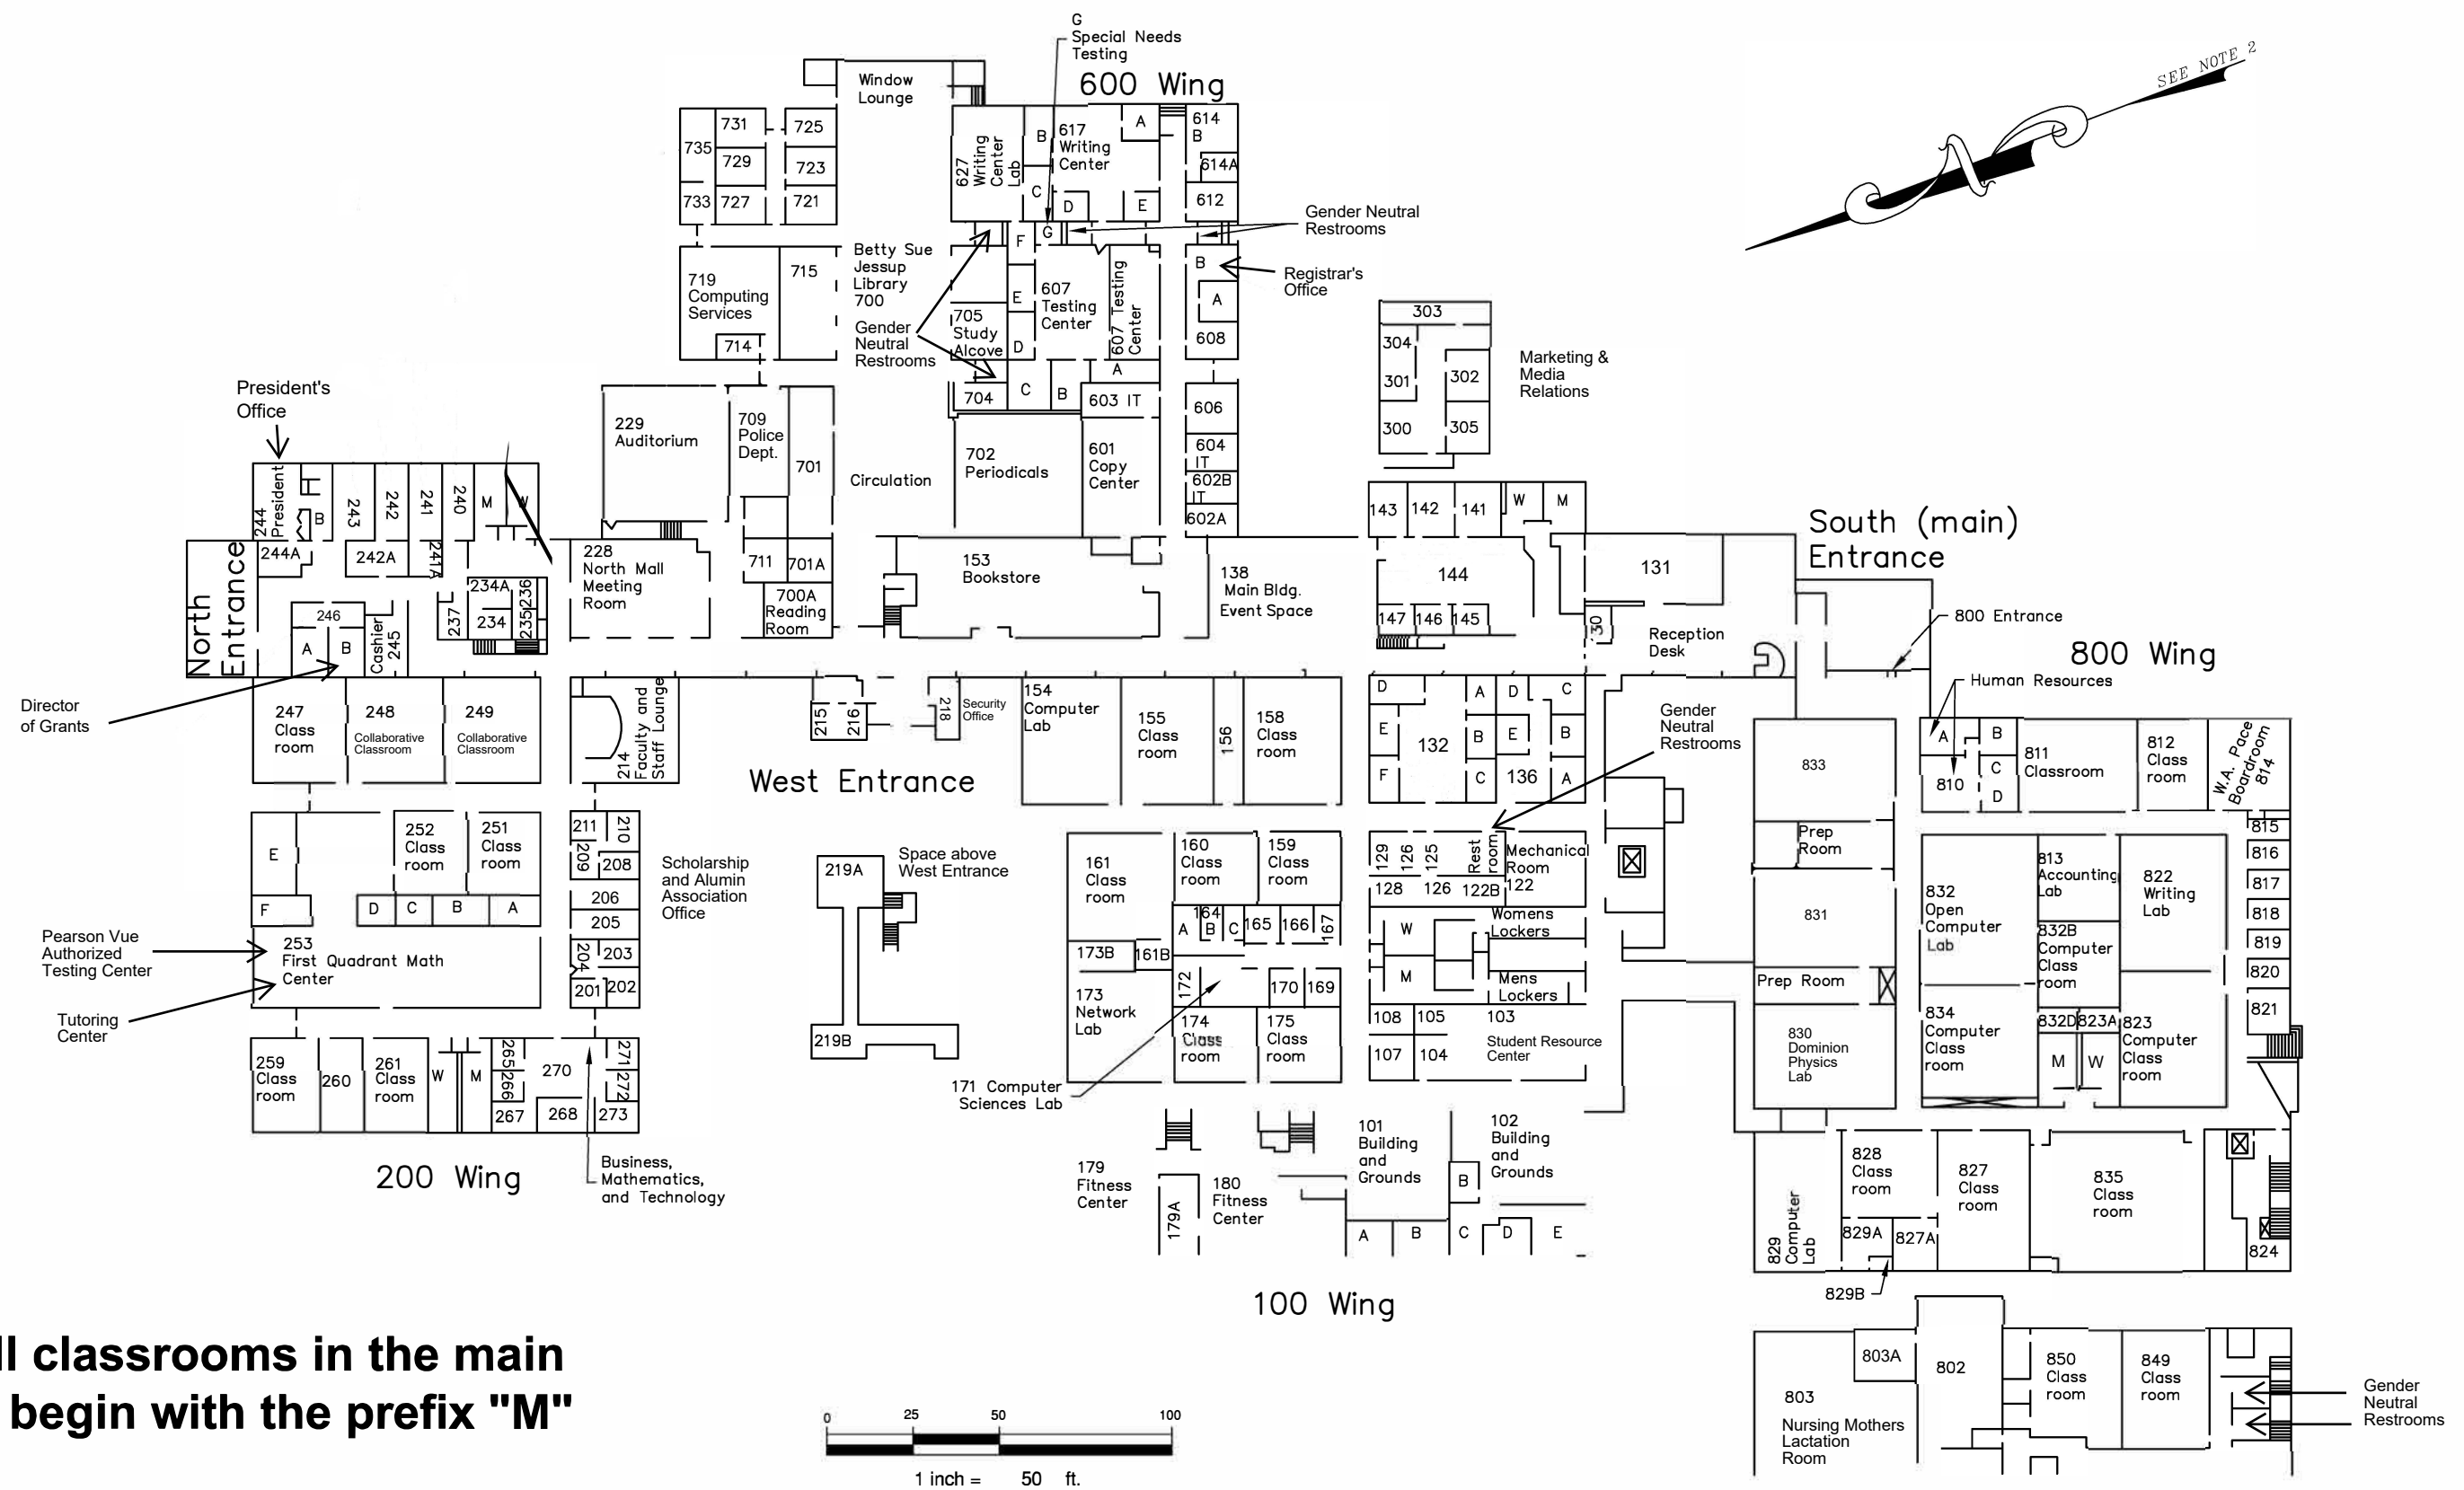 G
Special Needs
Testing
600 Wing
SEE NOTE 2
N
Window
Lounge
731
725
735
729
723
733
727
721
627
Writing
Center
Lab
B
617
Writing
Center
A
C
D
E
614
B
614A
612
Gender Neutral
Restrooms
F
G
Betty Sue
Jessup
Library
700
719
Computing
Services
715
714
Gender
Neutral
Restrooms
705
Study
Alcove
E
D
607
Testing
Center
607 Testing
Center
B
A
608
Registrar's
Office
A
C
B
704
603 IT
606
604
IT
602B
IT
602A
303
304
301
302
300
305
Marketing &
Media
Relations
President's
Office
229
Auditorium
709
Police
Dept.
701
Circulation
702
Periodicals
601
Copy
Center
244
President
B
243
242
241
240
M
W
244A
242A
241A
North
Entrance
246
A
B
Cashier
245
237
234A
234
236
235
228
North Mall
Meeting
Room
711
701A
700A
Reading
Room
153
Bookstore
138
Main Bldg.
Event Space
143
142
141
W
M
144
147
146
145
131
130
Reception
Desk
South (main)
Entrance
800 Entrance
800 Wing
Human Resources
Director
of Grants
247
Class
room
248
Collaborative
Classroom
249
Collaborative
Classroom
214
Faculty and
Staff Lounge
215
216
218
Security
Office
West Entrance
154
Computer
Lab
155
Class
room
156
158
Class
room
D
E
F
132
A
B
C
D
E
136
C
B
A
Gender
Neutral
Restrooms
833
Prep
Room
831
Prep Room
830
Dominion
Physics
Lab
A
810
B
C
D
811
Classroom
812
Class
room
W.A. Pace
Boardroom
814
815
816
817
818
819
820
821
832
Open
Computer
Lab
813
Accounting
Lab
822
Writing
Lab
832B
Computer
Class
room
834
Computer
Class
room
832D
823A
823
Computer
Class
room
M
W
E
F
252
Class
room
251
Class
room
D
C
B
A
253
First Quadrant Math
Center
Pearson Vue
Authorized
Testing Center
Tutoring
Center
211
210
209
208
206
205
204
203
201
202
Scholarship
and Alumin
Association
Office
219A
Space above
West Entrance
219B
161
Class
room
160
Class
room
159
Class
room
A
164
B
C
165
166
167
173B
161B
173
Network
Lab
172
170
169
174
Class
room
175
Class
room
171 Computer
Sciences Lab
129
126
125
Rest
room
Mechanical
Room
122
128
126
122B
W
Womens
Lockers
M
Mens
Lockers
108
105
103
Student Resource
Center
107
104
259
Class
room
260
261
Class
room
W
M
265
266
267
270
268
271
272
273
200 Wing
Business,
Mathematics,
and Technology
179
Fitness
Center
179A
180
Fitness
Center
101
Building
and
Grounds
102
Building
and
Grounds
B
A
B
C
D
E
100 Wing
829
Computer
Lab
828
Class
room
829A
827A
829B
827
Class
room
835
Class
room
824
803A
802
803
Nursing Mothers
Lactation
Room
850
Class
room
849
Class
room
Gender
Neutral
Restrooms
ll classrooms in the main
begin with the prefix "M"
0 25 50 100
1 inch = 50 ft.